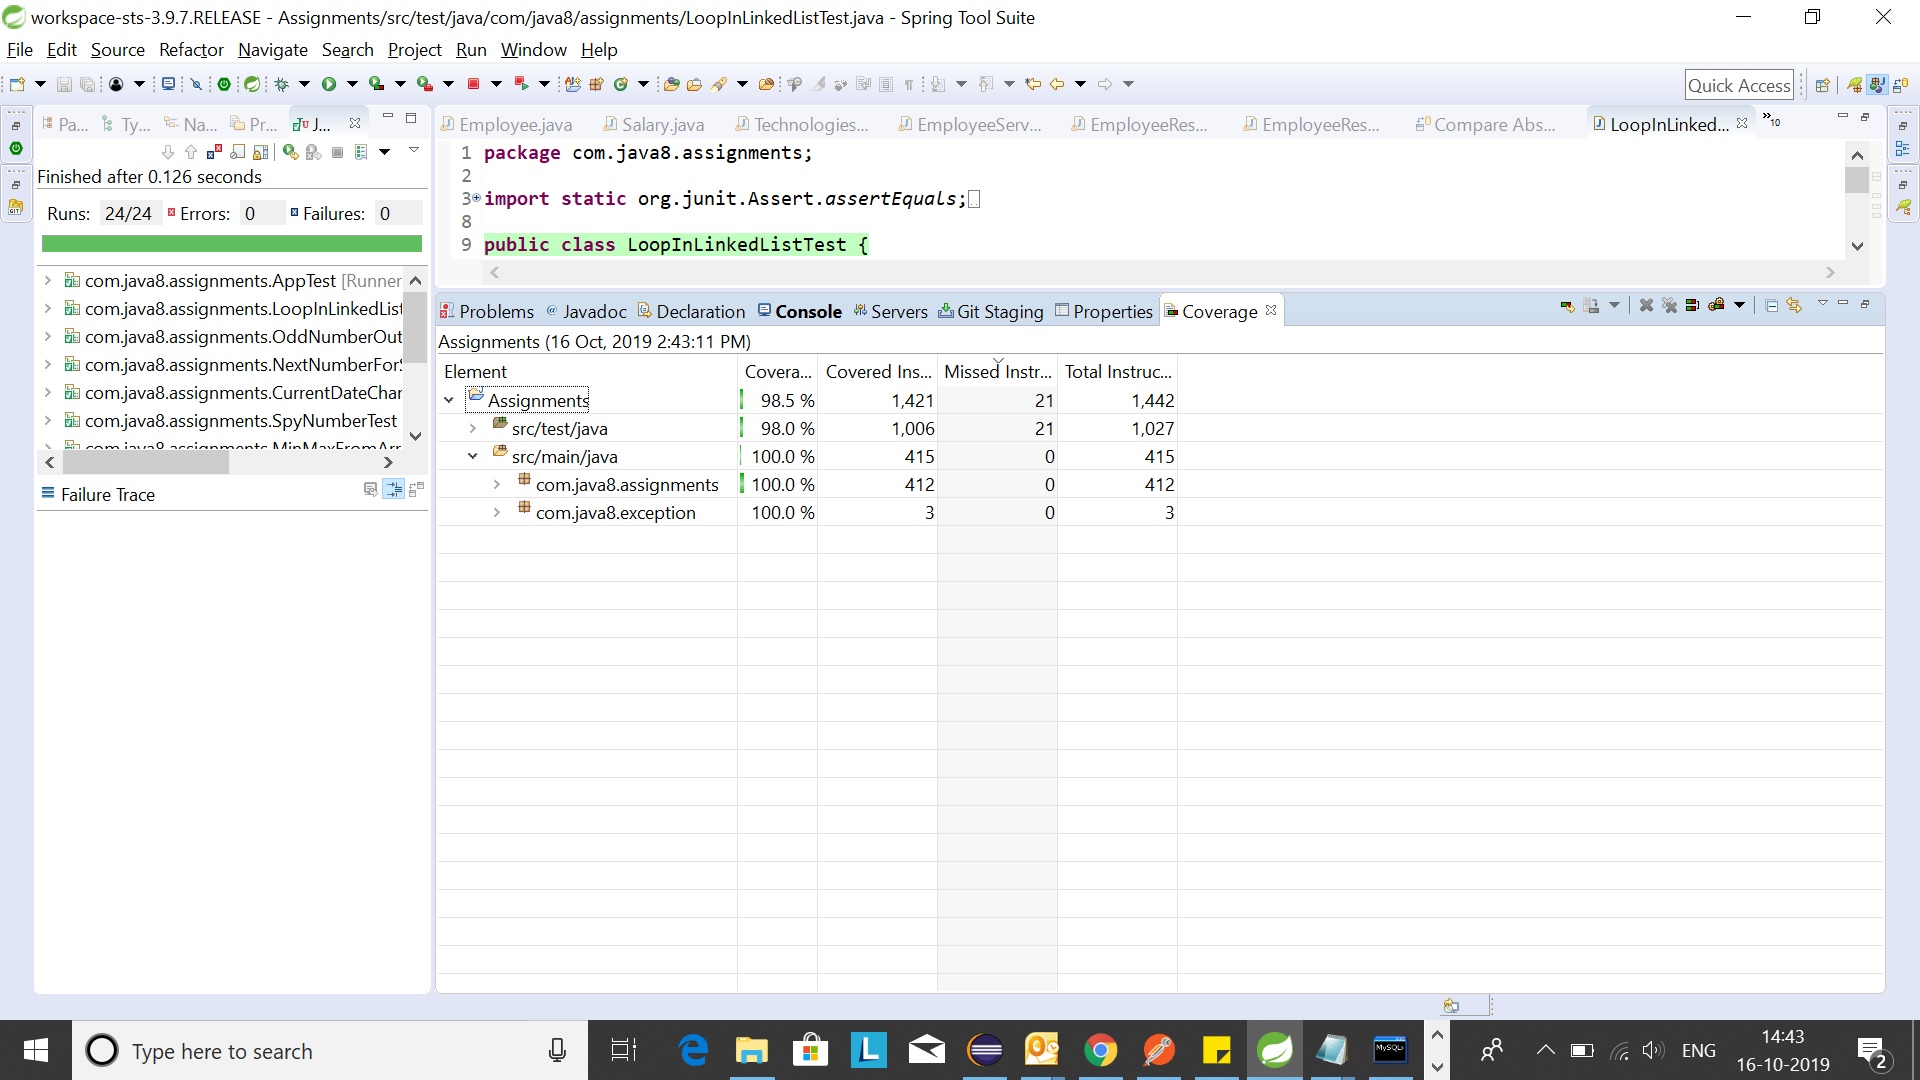 workspace-sts-3.9.7.RELEASE - Assignments/src/test/java/com/java8/assignments/LoopInLinkedListTest.java - Spring Tool Suite
File Edit Source Refactor Navigate Search Project Run Window Help
Quick Access
Pa... Ty... Na... Pr... J...
Finished after 0.126 seconds
Runs: 24/24 Errors: 0 Failures: 0
com.java8.assignments.AppTest [Runner
com.java8.assignments.LoopInLinkedList
com.java8.assignments.OddNumberOut
com.java8.assignments.NextNumberFor
com.java8.assignments.CurrentDateChar
com.java8.assignments.SpyNumberTest
com.java8.assignments.MinMaxFromArr
Failure Trace
Employee.java Salary.java Technologies... EmployeeServ... EmployeeRes... EmployeeRes... Compare Abs... LoopInLinked... »10
1 package com.java8.assignments;
2
3 import static org.junit.Assert.assertEquals;
8
9 public class LoopInLinkedListTest {
Problems Javadoc Declaration Console Servers Git Staging Properties Coverage
Assignments (16 Oct, 2019 2:43:11 PM)
Element Covera... Covered Ins... Missed Instr... Total Instruc...
Assignments 98.5 % 1,421 21 1,442
src/test/java 98.0 % 1,006 21 1,027
src/main/java 100.0 % 415 0 415
com.java8.assignments 100.0 % 412 0 412
com.java8.exception 100.0 % 3 0 3
Type here to search
ENG
14:43
16-10-2019
2